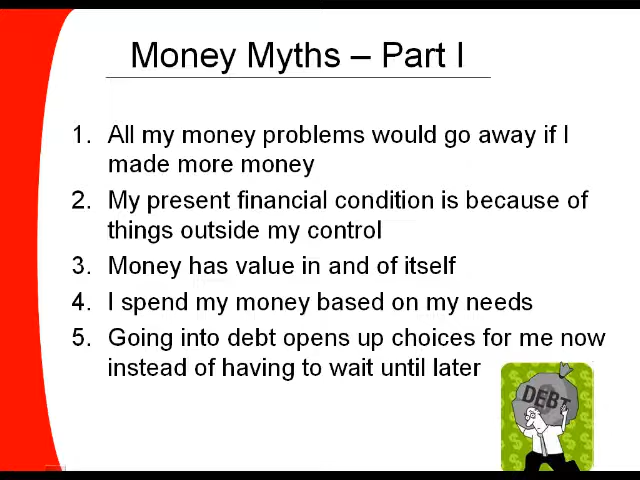 Money Myths – Part I
1. All my money problems would go away if I
made more money
2. My present financial condition is because of
things outside my control
3. Money has value in and of itself
4. I spend my money based on my needs
5. Going into debt opens up choices for me now
instead of having to wait until later
DEBT